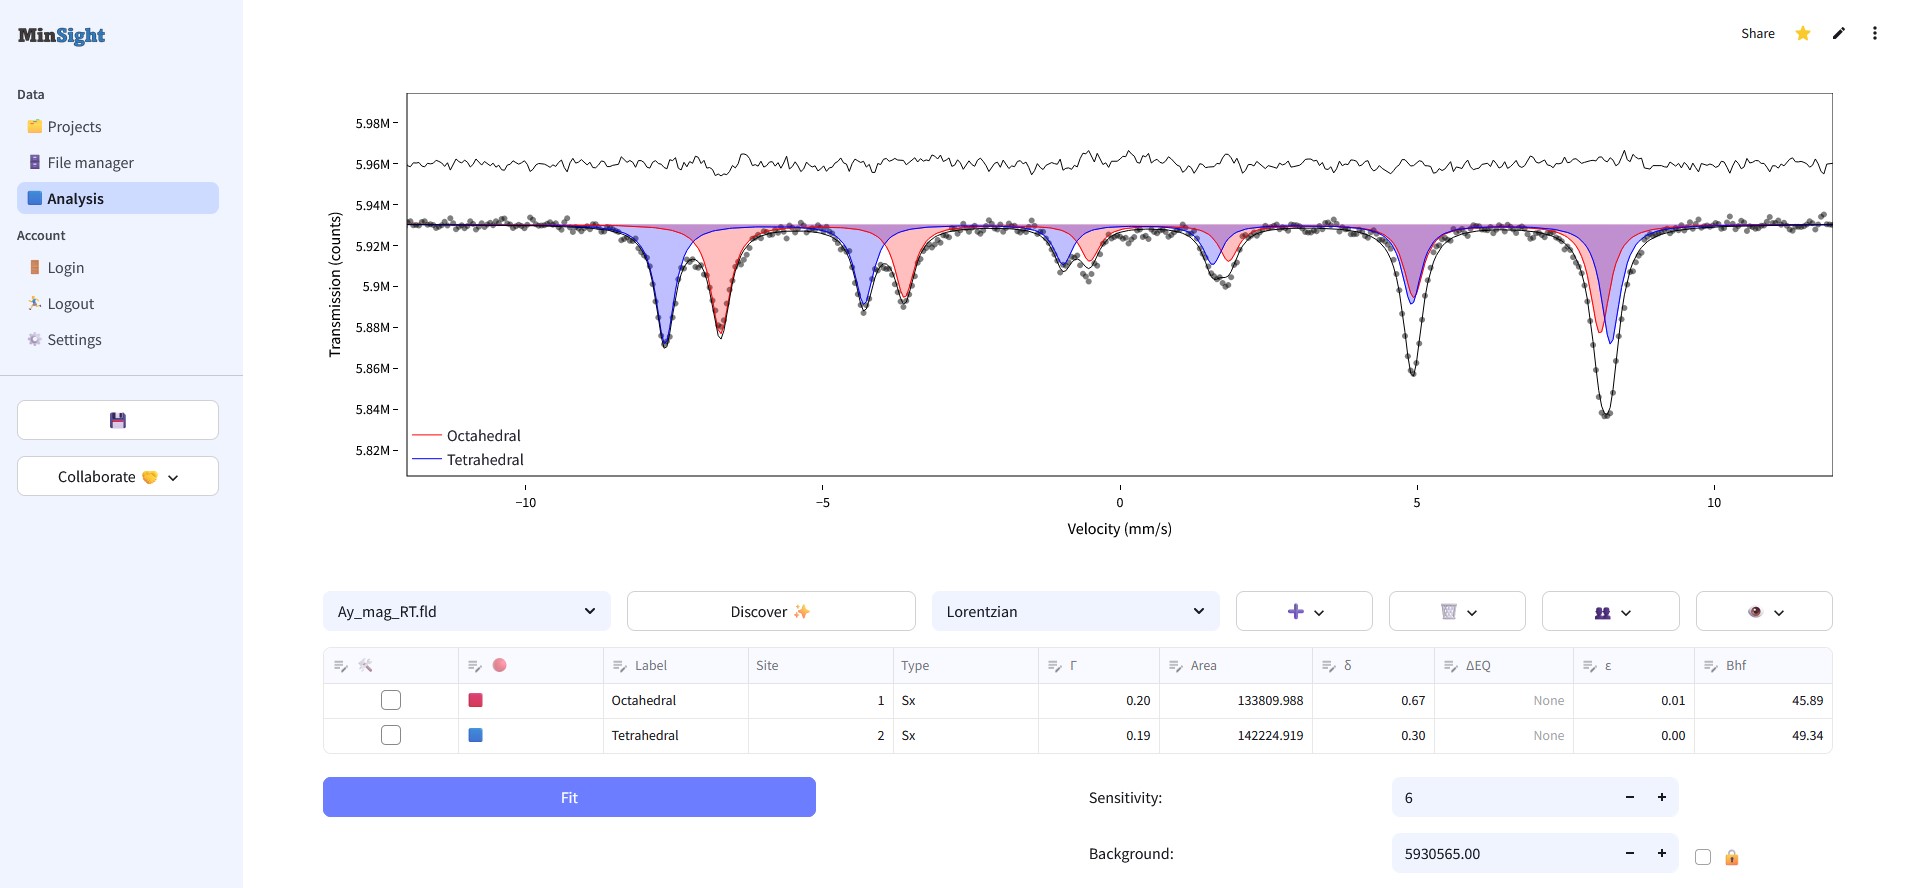 MinSight
Share
Data
Projects
File manager
Analysis
Account
Login
Logout
Settings
Collaborate
5.98M
5.96M
5.94M
5.92M
5.9M
5.88M
5.86M
5.84M
5.82M
Transmission (counts)
Octahedral
Tetrahedral
−10 −5 0 5 10
Velocity (mm/s)
Ay_mag_RT.fld Discover Lorentzian
Label Site Type Γ Area δ ΔEQ ε Bhf
Octahedral 1 Sx 0.20 133809.988 0.67 None 0.01 45.89
Tetrahedral 2 Sx 0.19 142224.919 0.30 None 0.00 49.34
Fit Sensitivity: 6 − +
Background: 5930565.00 − +